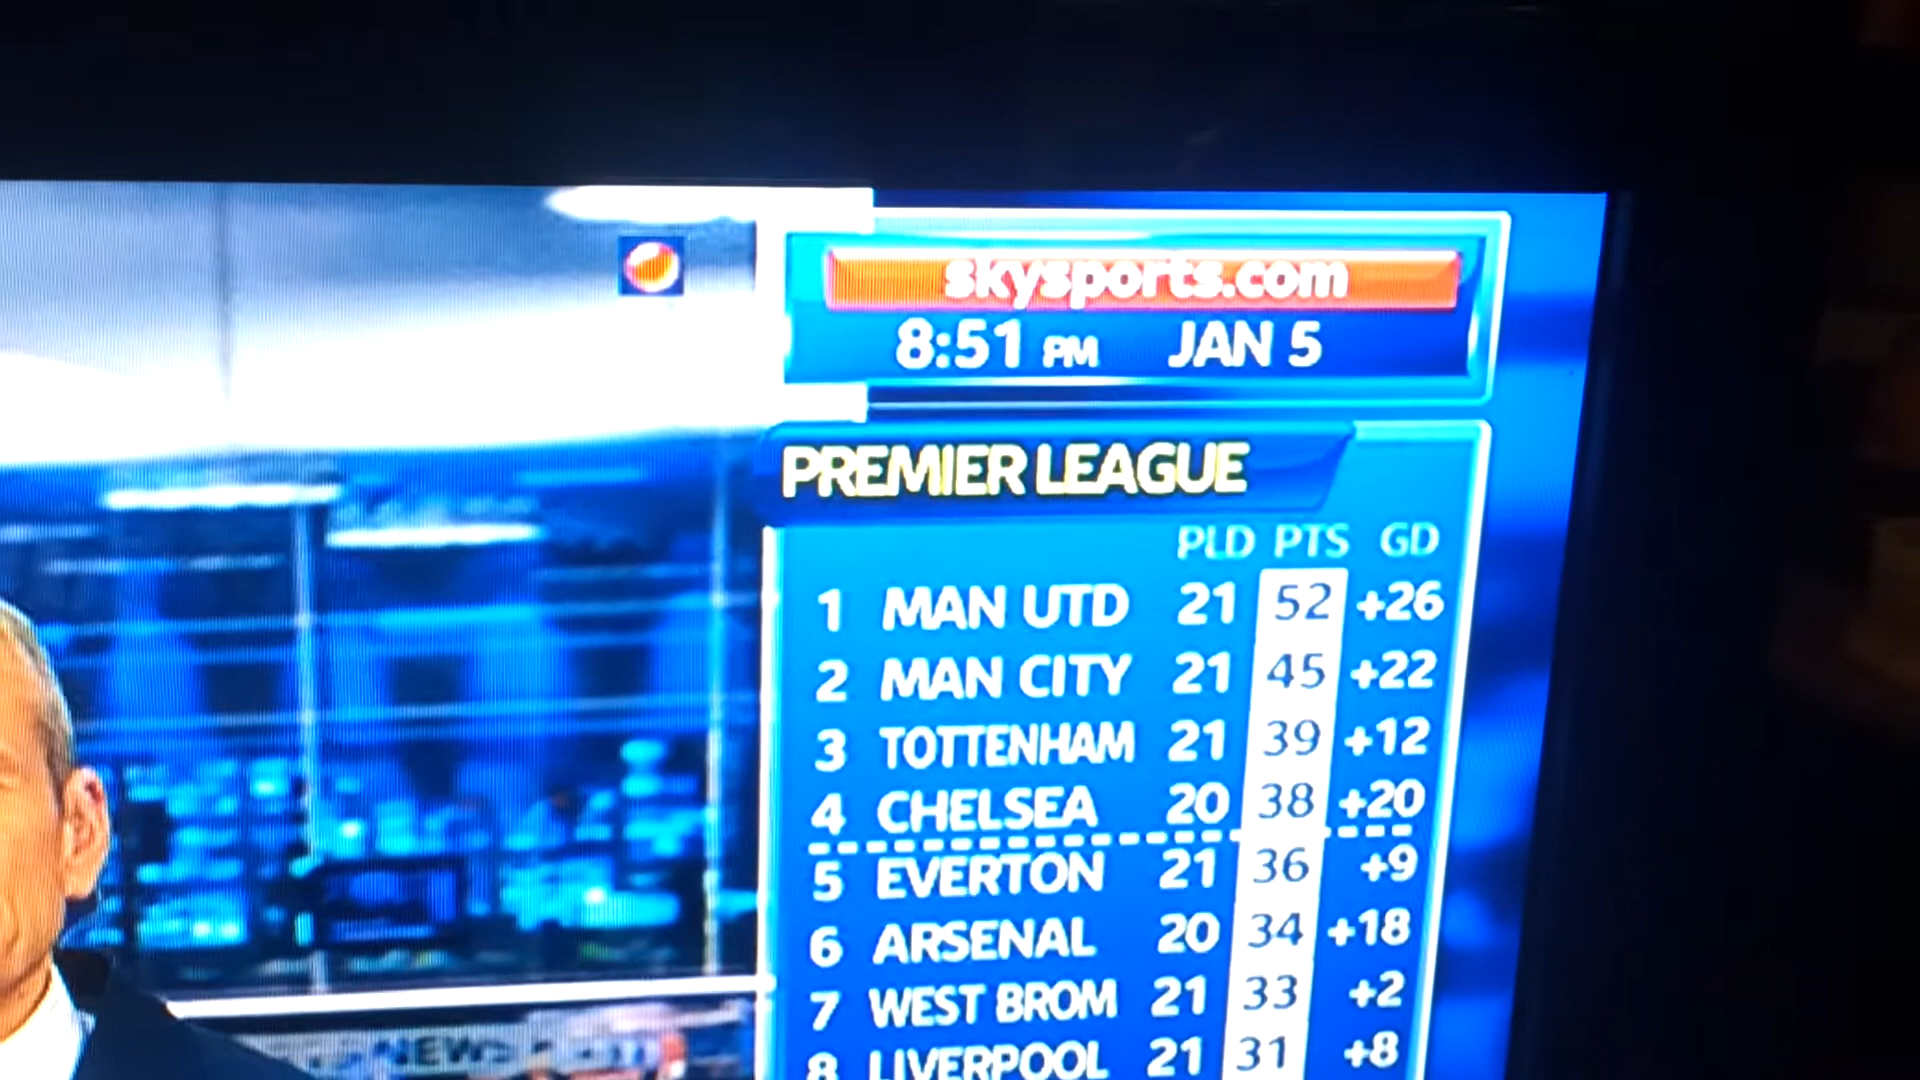 skysports.com
8:51 PM JAN 5
PREMIER LEAGUE
PLD PTS GD
1 MAN UTD 21 52 +26
2 MAN CITY 21 45 +22
3 TOTTENHAM 21 39 +12
4 CHELSEA 20 38 +20
5 EVERTON 21 36 +9
6 ARSENAL 20 34 +18
7 WEST BROM 21 33 +2
8 LIVERPOOL 21 31 +8
NEWS